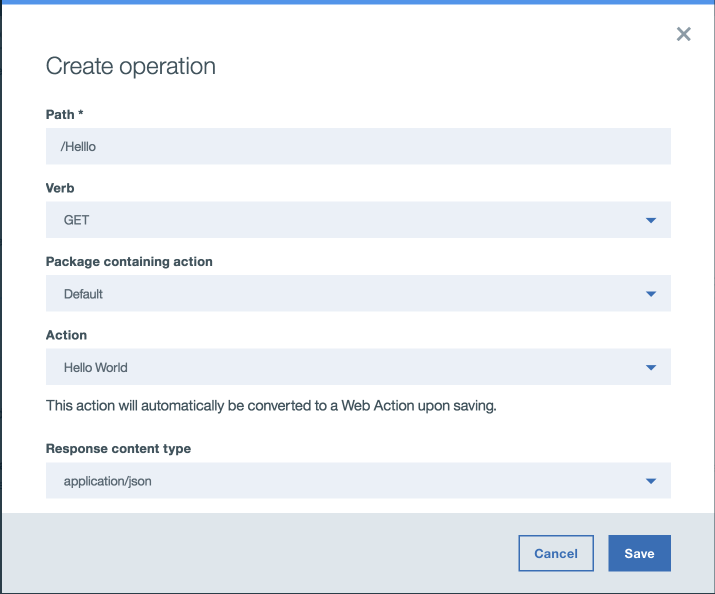 Create operation
Path *
/Helllo
Verb
GET
Package containing action
Default
Action
Hello World
This action will automatically be converted to a Web Action upon saving.
Response content type
application/json
Cancel
Save